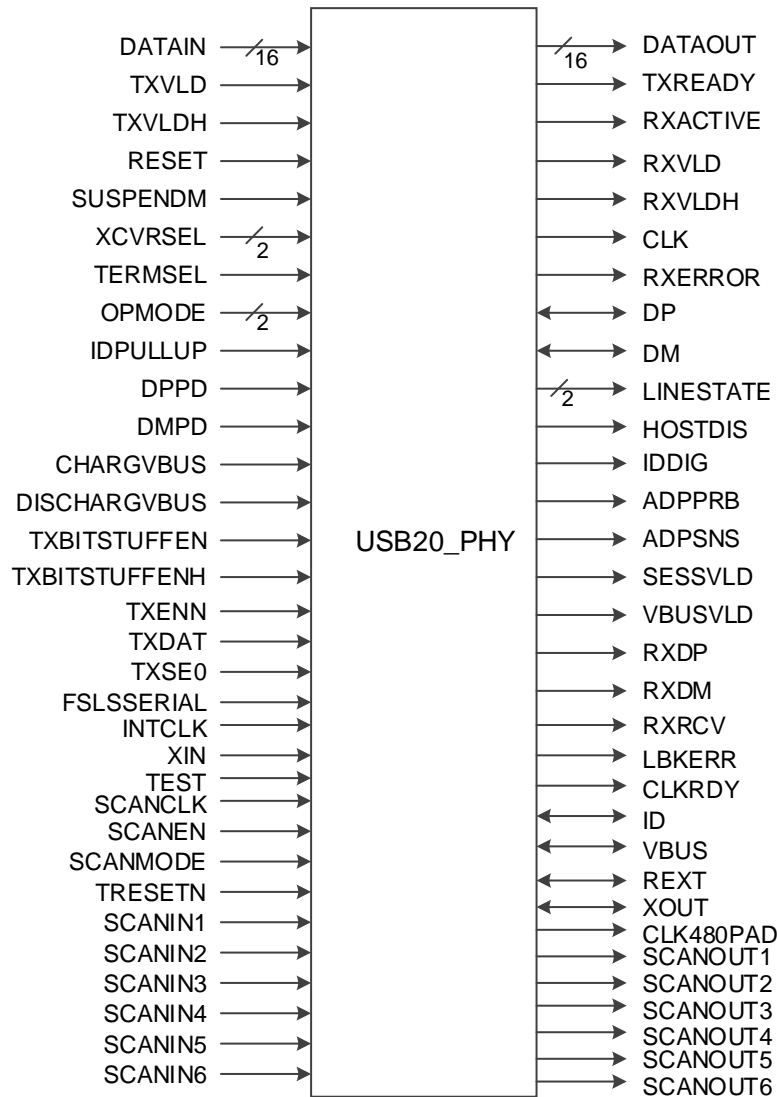 DATAIN
16
TXVLD
TXVLDH
RESET
SUSPENDM
XCVRSEL
2
TERMSEL
OPMODE
2
IDPULLUP
DPPD
DMPD
CHARGVBUS
DISCHARGVBUS
TXBITSTUFFEN
TXBITSTUFFENH
TXENN
TXDAT
TXSE0
FSLSSERIAL
INTCLK
XIN
TEST
SCANCLK
SCANEN
SCANMODE
TRESETN
SCANIN1
SCANIN2
SCANIN3
SCANIN4
SCANIN5
SCANIN6
USB20_PHY
DATAOUT
16
TXREADY
RXACTIVE
RXVLD
RXVLDH
CLK
RXERROR
DP
DM
LINESTATE
2
HOSTDIS
IDDIG
ADPPRB
ADPSNS
SESSVLD
VBUSVLD
RXDP
RXDM
RXRCV
LBKERR
CLKRDY
ID
VBUS
REXT
XOUT
CLK480PAD
SCANOUT1
SCANOUT2
SCANOUT3
SCANOUT4
SCANOUT5
SCANOUT6